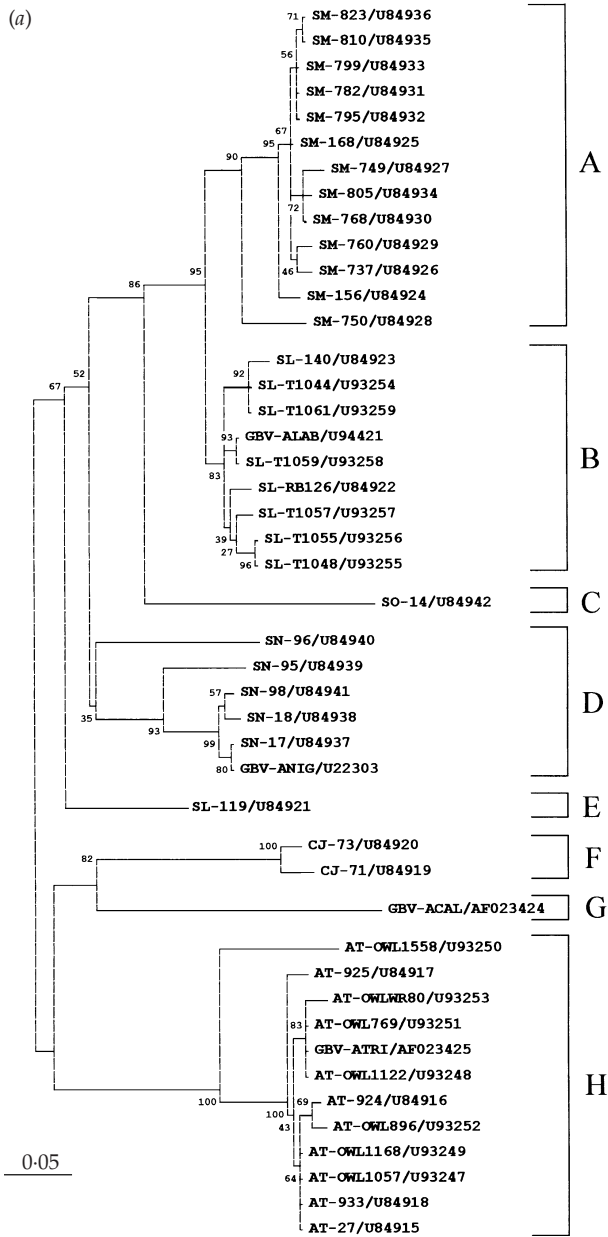 (a)
71
SM-823/U84936
SM-810/U84935
56
SM-799/U84933
SM-782/U84931
SM-795/U84932
67
95
SM-168/U84925
90
SM-749/U84927
A
SM-805/U84934
72
SM-768/U84930
SM-760/U84929
95
46
SM-737/U84926
86
SM-156/U84924
SM-750/U84928
SL-140/U84923
92
52
SL-T1044/U93254
67
SL-T1061/U93259
93
GBV-ALAB/U94421
SL-T1059/U93258
B
83
SL-RB126/U84922
SL-T1057/U93257
39
SL-T1055/U93256
27
96
SL-T1048/U93255
SO-14/U84942
C
SN-96/U84940
SN-95/U84939
57
SN-98/U84941
D
35
SN-18/U84938
93
99
SN-17/U84937
80
GBV-ANIG/U22303
SL-119/U84921
E
100
CJ-73/U84920
F
82
CJ-71/U84919
GBV-ACAL/AF023424
G
AT-OWL1558/U93250
AT-925/U84917
AT-OWLWR80/U93253
83
AT-OWL769/U93251
GBV-ATRI/AF023425
AT-OWL1122/U93248
H
100
69
AT-924/U84916
100
43
AT-OWL896/U93252
AT-OWL1168/U93249
0·05
64
AT-OWL1057/U93247
AT-933/U84918
AT-27/U84915